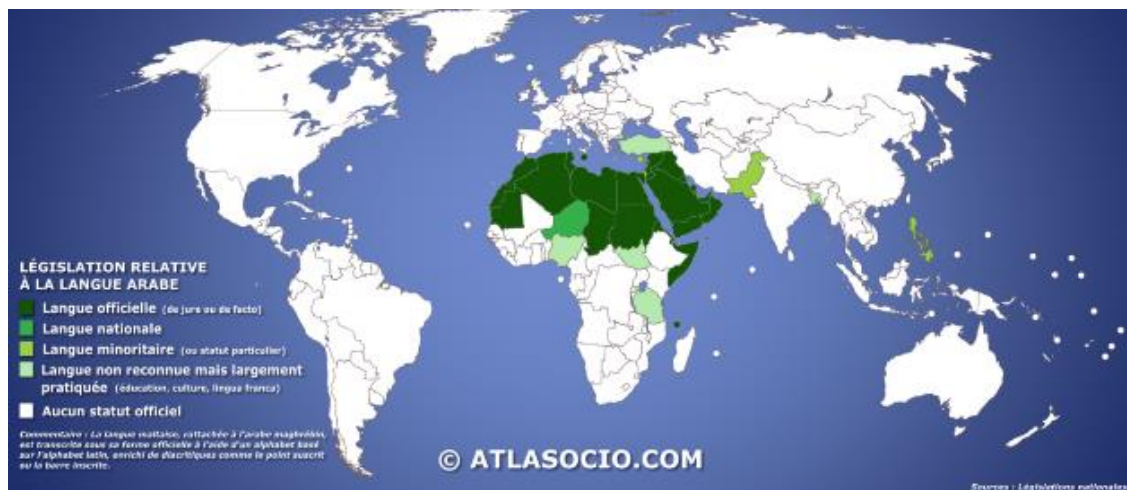 LÉGISLATION RELATIVE
À LA LANGUE ARABE
Langue officielle (de jure ou de facto)
Langue nationale
Langue minoritaire (ou statut particulier)
Langue non reconnue mais largement
pratiquée (éducation, culture, lingua franca)
Aucun statut officiel
Commentaire : La langue maltaise, rattachée à l'arabe maghrébin,
est transcrite sous sa forme officielle à l'aide d'un alphabet basé
sur l'alphabet latin, enrichi de diacritiques comme le point suscrit
ou la barre inscrite.
© ATLASOCIO.COM
Sources : Législations nationales